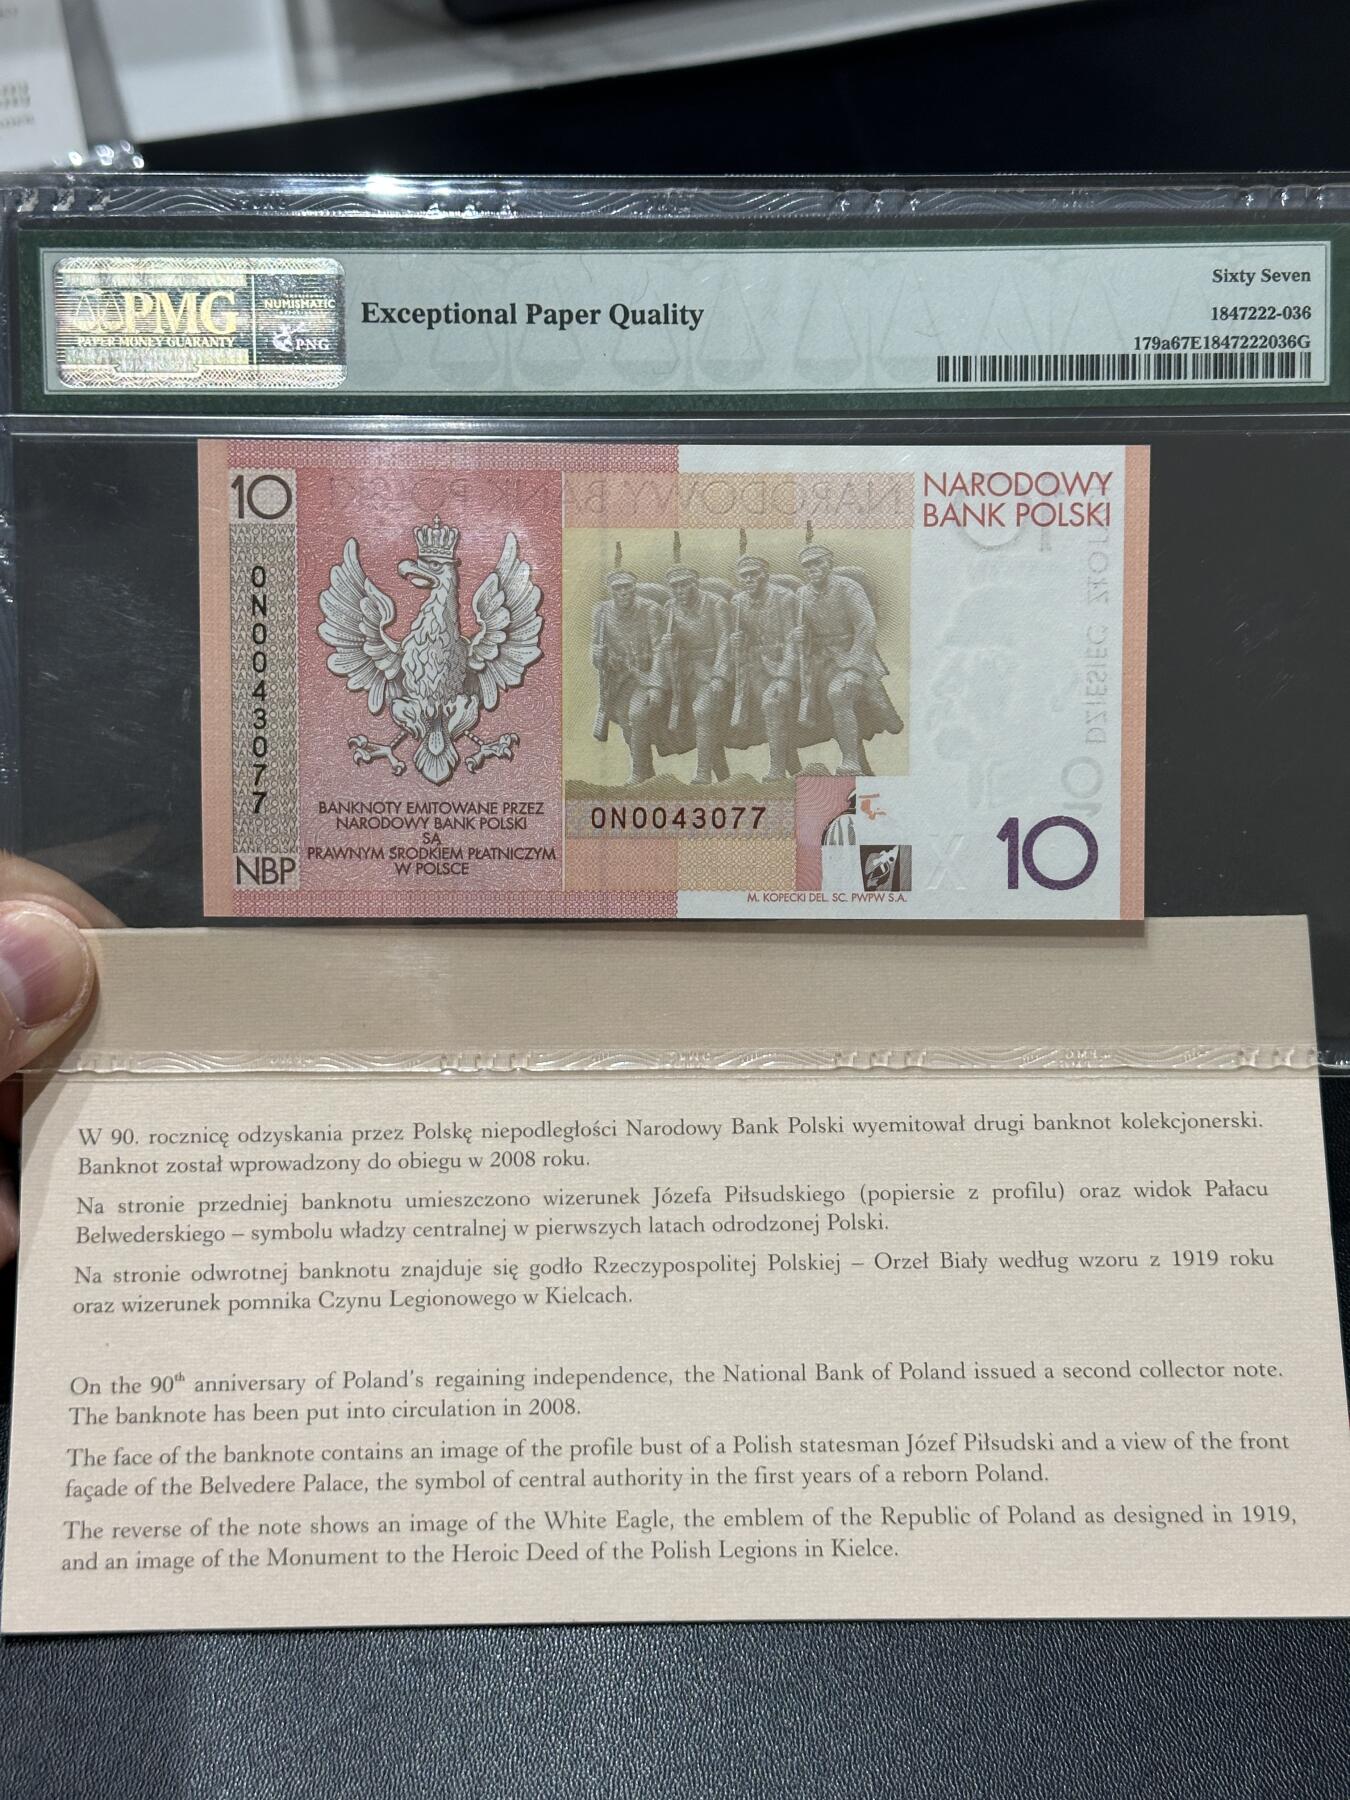 PMG
PAPER MONEY GUARANTY
NUMISMATIC
PNG
Exceptional Paper Quality
Sixty Seven
1847222-036
179a67E1847222036G
10
0N0043077
NBP
BANKNOTY EMITOWANE PRZEZ
NARODOWY BANK POLSKI
SĄ
PRAWNYM ŚRODKIEM PŁATNICZYM
W POLSCE
0N0043077
M. KOPECKI DEL. SC. PWPW S.A.
NARODOWY
BANK POLSKI
X
10
W 90. rocznicę odzyskania przez Polskę niepodległości Narodowy Bank Polski wyemitował drugi banknot kolekcjonerski.
Banknot został wprowadzony do obiegu w 2008 roku.
Na stronie przedniej banknotu umieszczono wizerunek Józefa Piłsudskiego (popiersie z profilu) oraz widok Pałacu
Belwederskiego – symbolu władzy centralnej w pierwszych latach odrodzonej Polski.
Na stronie odwrotnej banknotu znajduje się godło Rzeczypospolitej Polskiej – Orzeł Biały według wzoru z 1919 roku
oraz wizerunek pomnika Czynu Legionowego w Kielcach.
On the 90th anniversary of Poland's regaining independence, the National Bank of Poland issued a second collector note.
The banknote has been put into circulation in 2008.
The face of the banknote contains an image of the profile bust of a Polish statesman Józef Piłsudski and a view of the front
façade of the Belvedere Palace, the symbol of central authority in the first years of a reborn Poland.
The reverse of the note shows an image of the White Eagle, the emblem of the Republic of Poland as designed in 1919,
and an image of the Monument to the Heroic Deed of the Polish Legions in Kielce.